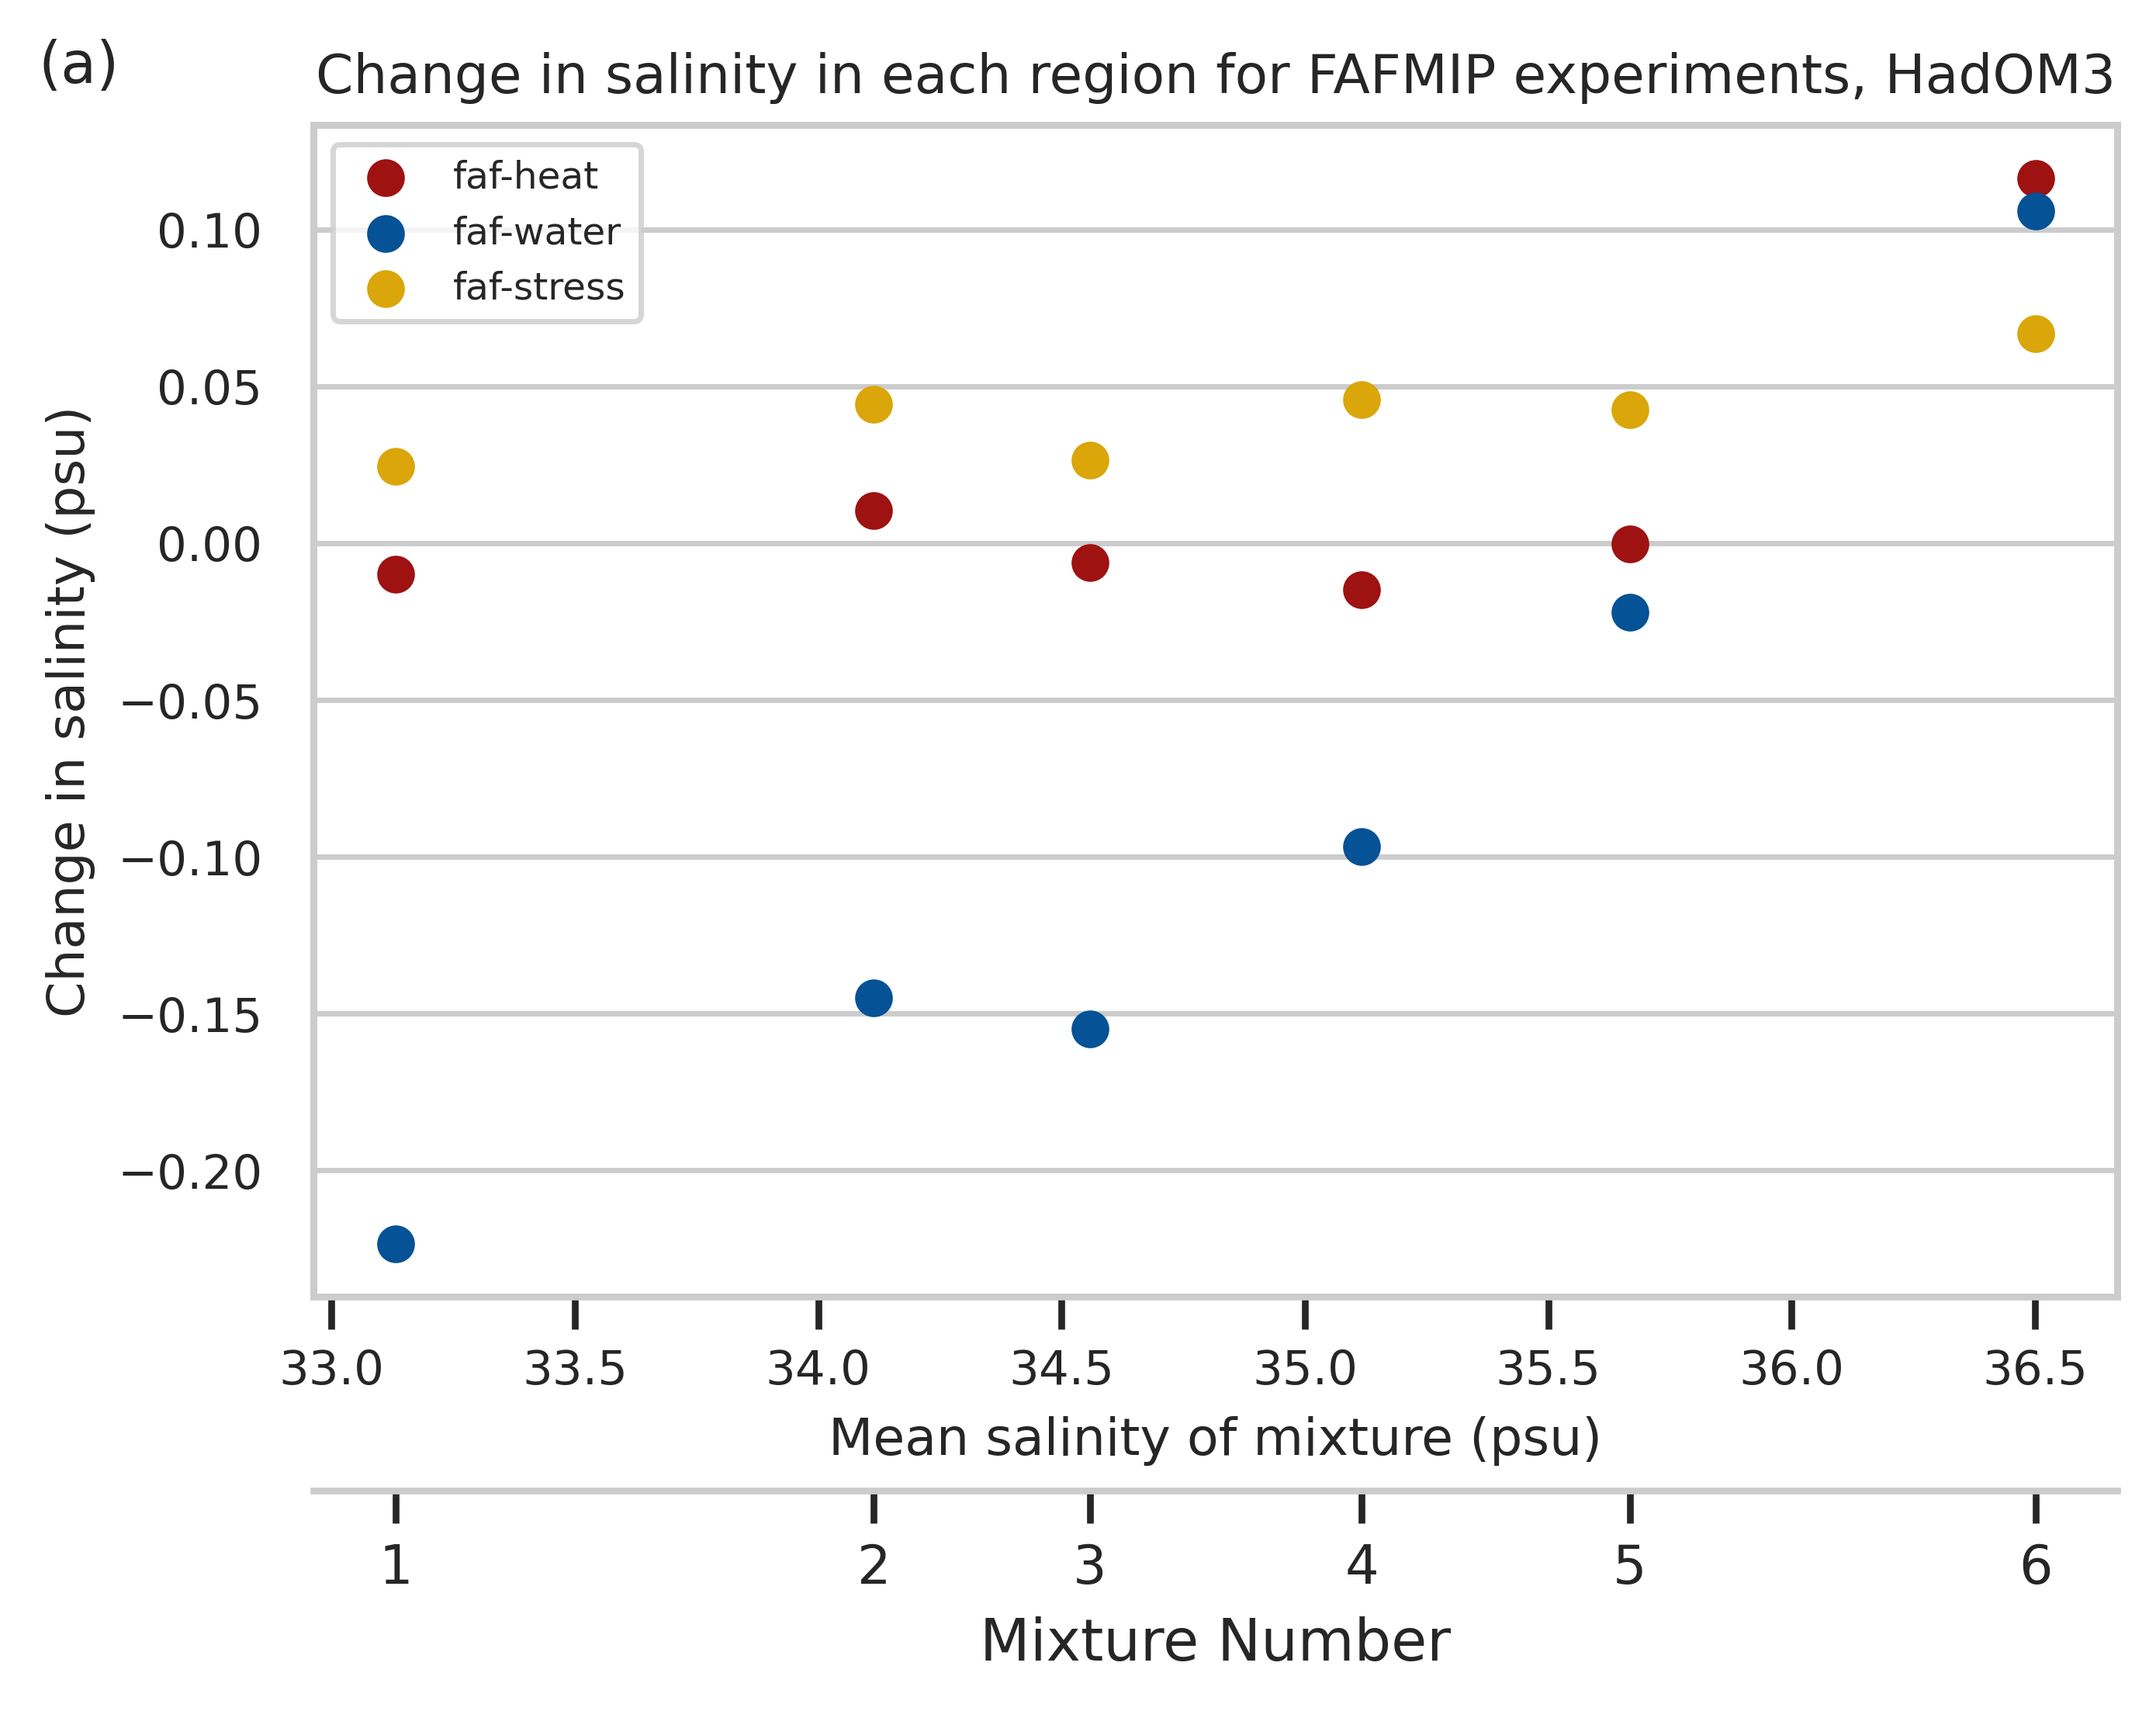 (a)
Change in salinity in each region for FAFMIP experiments, HadOM3
faf-heat
faf-water
faf-stress
Change in salinity (psu)
0.10
0.05
0.00
−0.05
−0.10
−0.15
−0.20
33.0 33.5 34.0 34.5 35.0 35.5 36.0 36.5
Mean salinity of mixture (psu)
1 2 3 4 5 6
Mixture Number